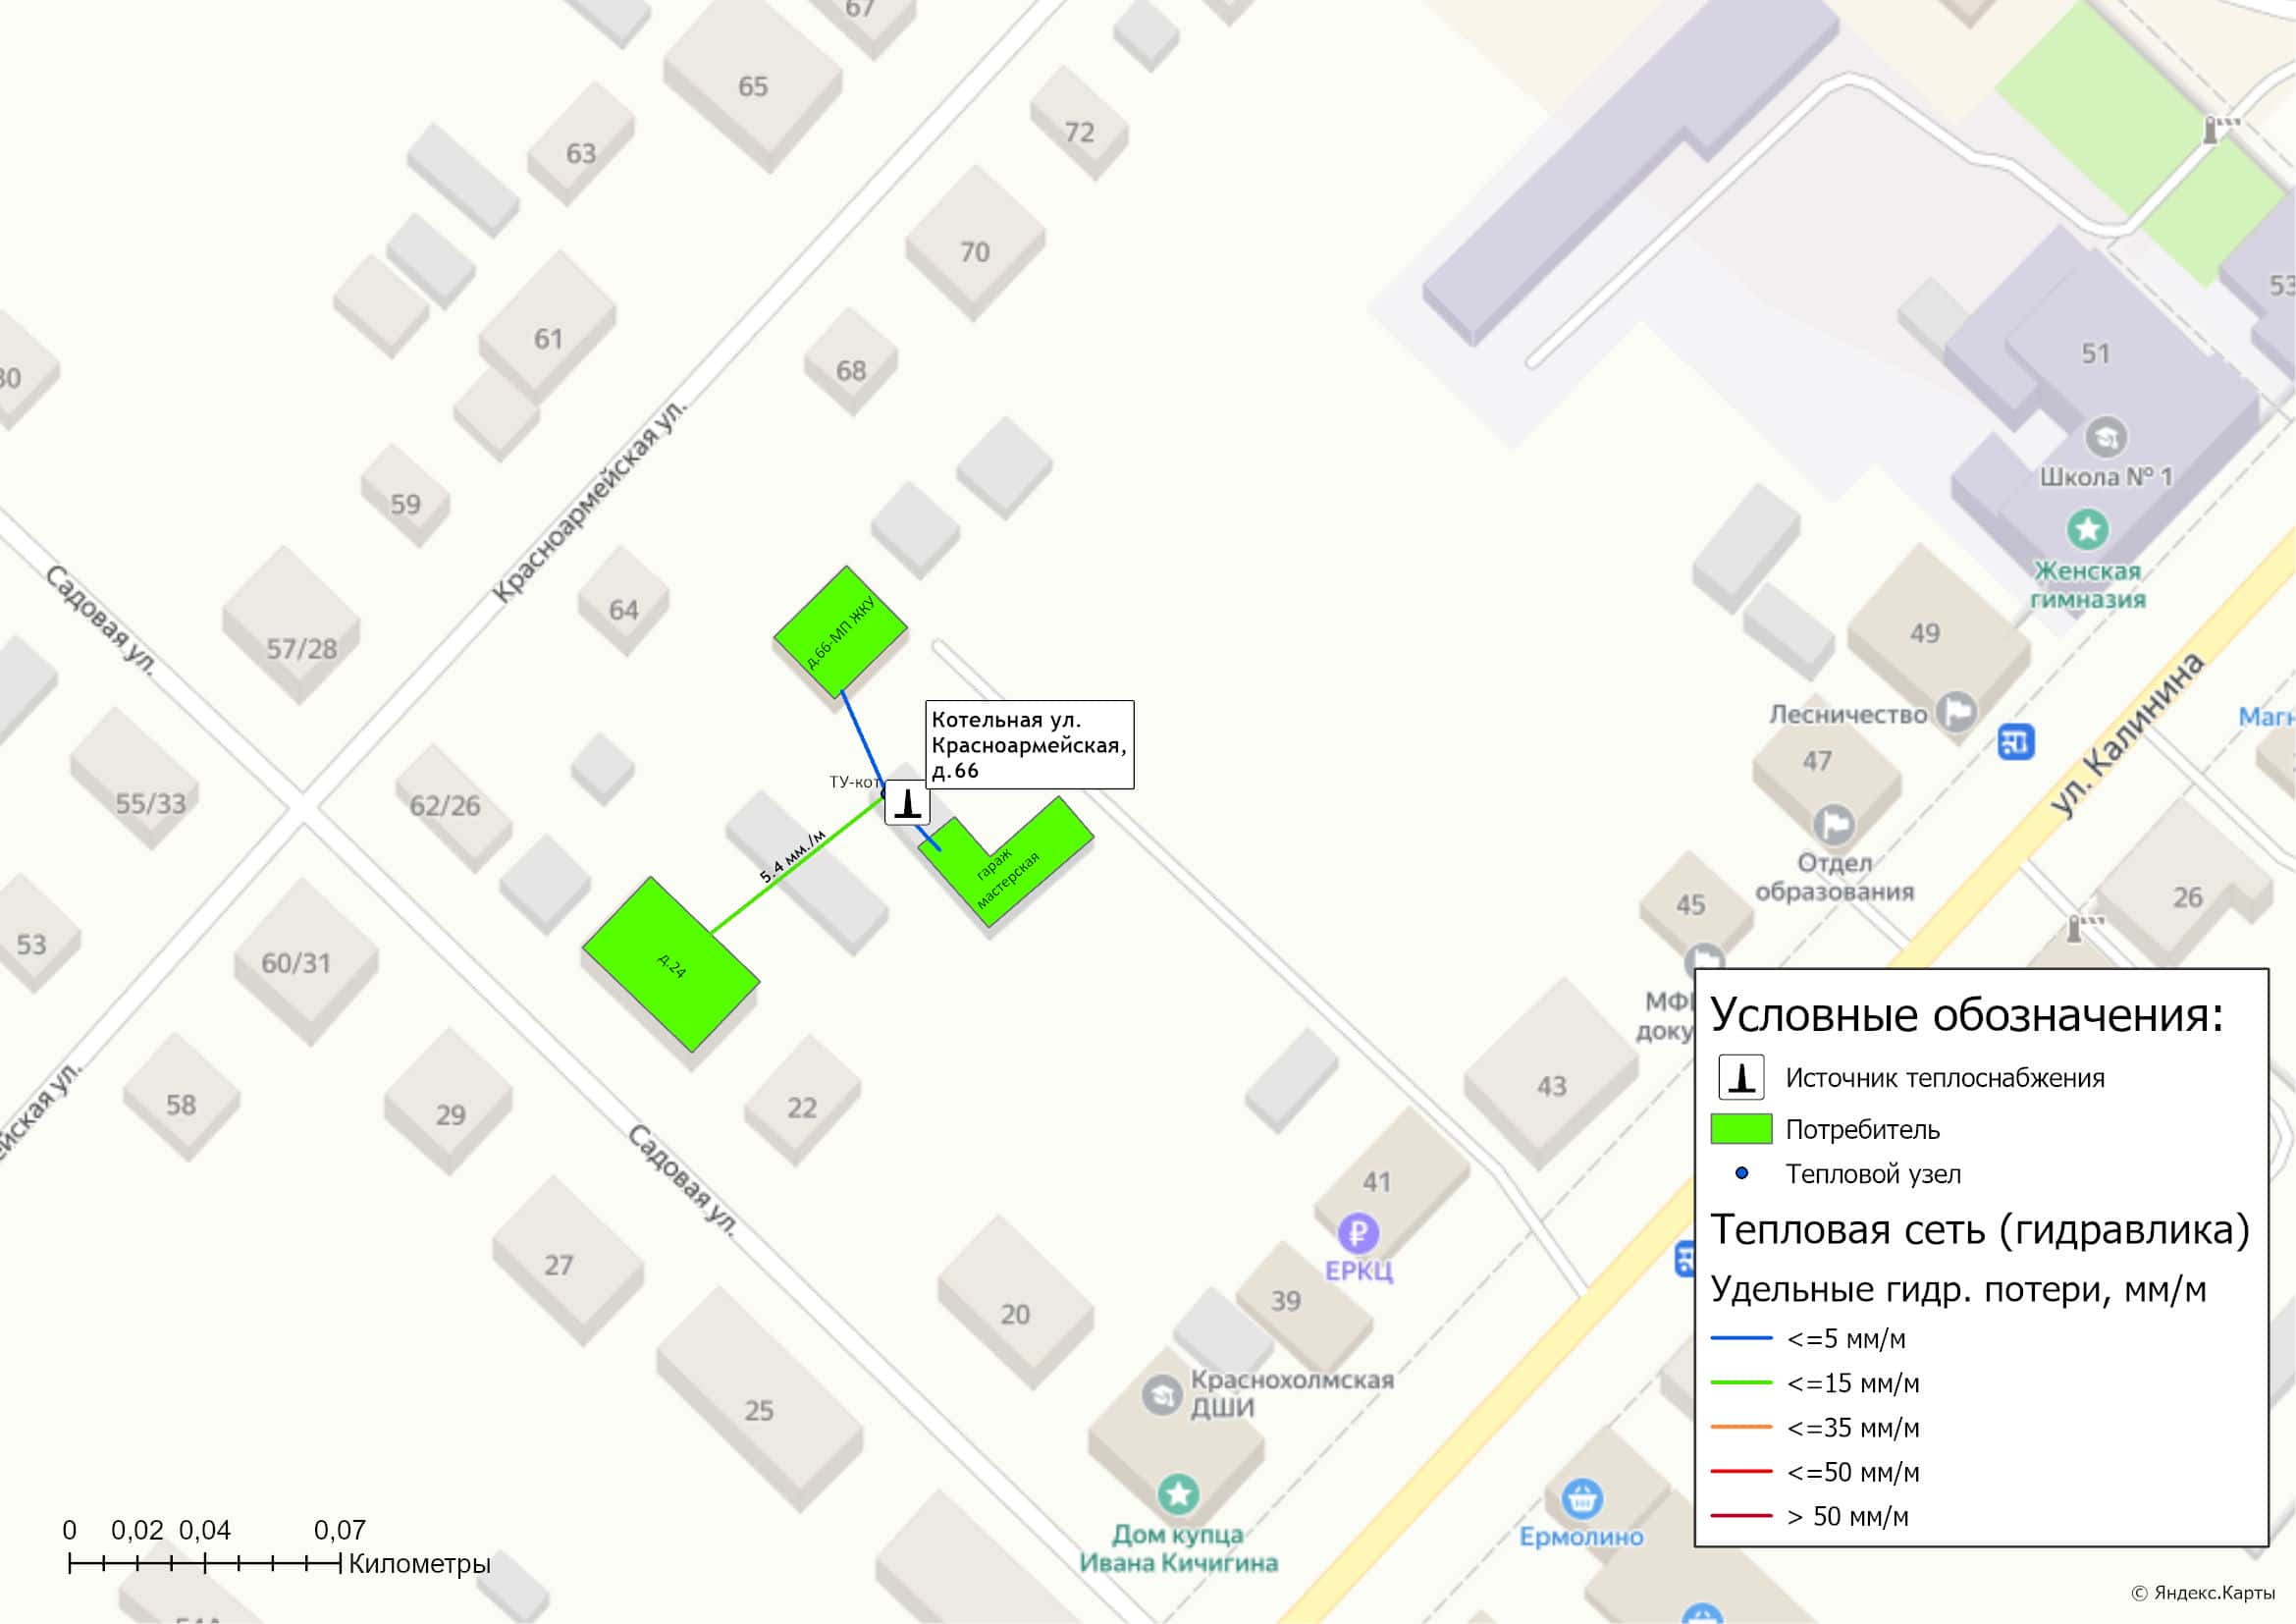 67
65
72
63
70
61
68
30
51
53
Школа № 1
Женская
гимназия
59
Красноармейская ул.
Садовая ул.
64
57/28
д.66-МП ЖКУ
49
Лесничество
47
ул. Калинина
Котельная ул.
Красноармейская,
д.66
ТУ-кот
55/33
62/26
5.4 мм./м
гараж
мастерская
Отдел
образования
45
26
53
60/31
д.24
43
58
29
22
41
ЕРКЦ
Садовая ул.
27
20
39
25
Краснохолмская
ДШИ
Дом купца
Ивана Кичигина
Ермолино
Условные обозначения:
Источник теплоснабжения
Потребитель
Тепловой узел
Тепловая сеть (гидравлика)
Удельные гидр. потери, мм/м
<=5 мм/м
<=15 мм/м
<=35 мм/м
<=50 мм/м
> 50 мм/м
0 0,02 0,04 0,07
Километры
© Яндекс.Карты